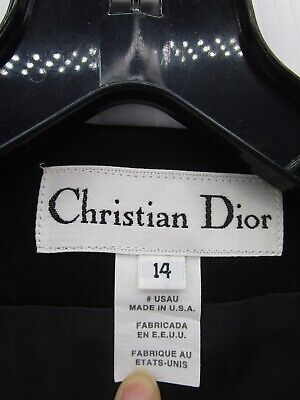 Christian Dior
14
# USAU
MADE IN U.S.A.
FABRICADA
EN E.E.U.U.
FABRIQUE AU
ETATS-UNIS